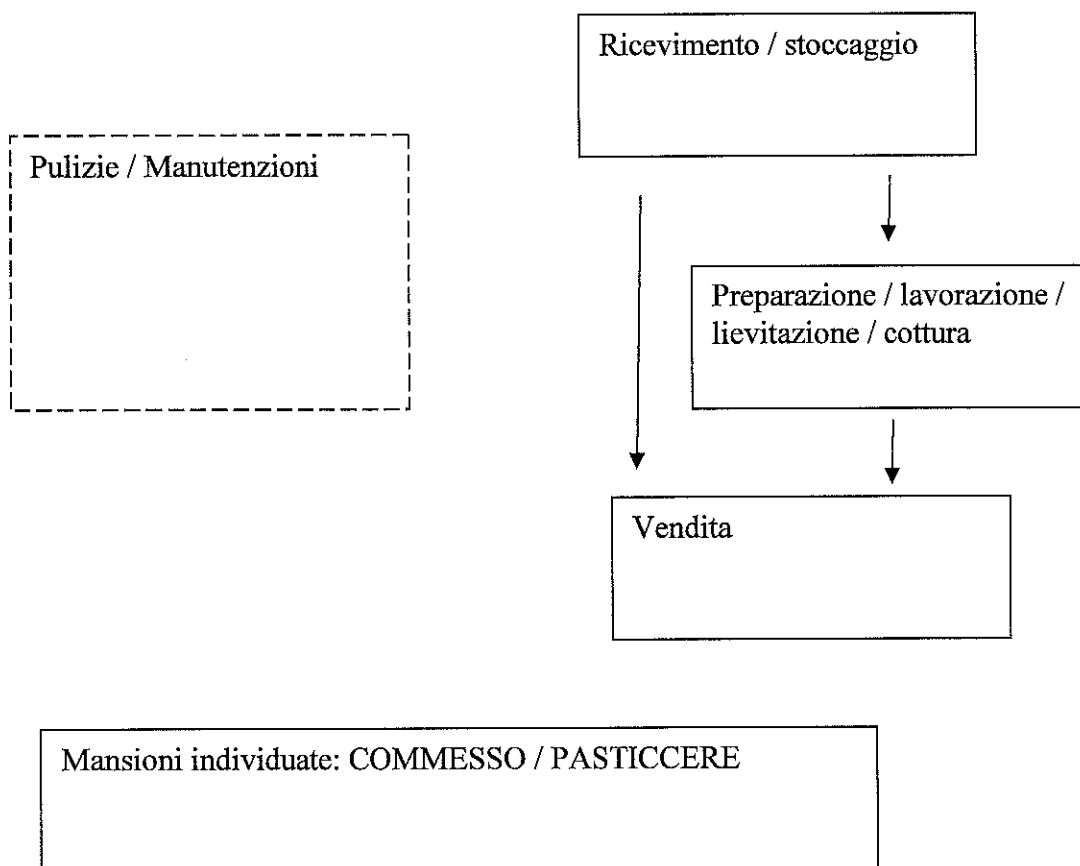 Ricevimento / stoccaggio
Pulizie / Manutenzioni
Preparazione / lavorazione /
lievitazione / cottura
Vendita
Mansioni individuate: COMMESSO / PASTICCERE